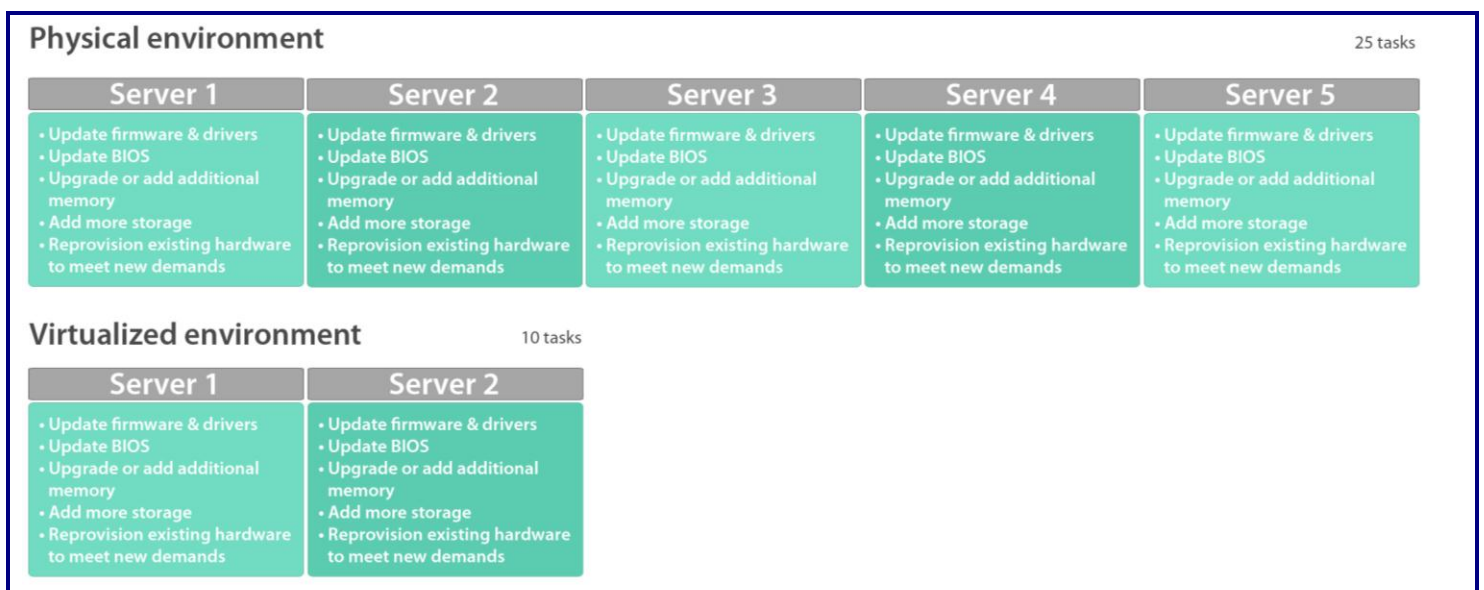 Physical environment
25 tasks
Server 1
Server 2
Server 3
Server 4
Server 5
• Update firmware & drivers
• Update BIOS
• Upgrade or add additional
memory
• Add more storage
• Reprovision existing hardware
to meet new demands
• Update firmware & drivers
• Update BIOS
• Upgrade or add additional
memory
• Add more storage
• Reprovision existing hardware
to meet new demands
• Update firmware & drivers
• Update BIOS
• Upgrade or add additional
memory
• Add more storage
• Reprovision existing hardware
to meet new demands
• Update firmware & drivers
• Update BIOS
• Upgrade or add additional
memory
• Add more storage
• Reprovision existing hardware
to meet new demands
• Update firmware & drivers
• Update BIOS
• Upgrade or add additional
memory
• Add more storage
• Reprovision existing hardware
to meet new demands
Virtualized environment
10 tasks
Server 1
Server 2
• Update firmware & drivers
• Update BIOS
• Upgrade or add additional
memory
• Add more storage
• Reprovision existing hardware
to meet new demands
• Update firmware & drivers
• Update BIOS
• Upgrade or add additional
memory
• Add more storage
• Reprovision existing hardware
to meet new demands